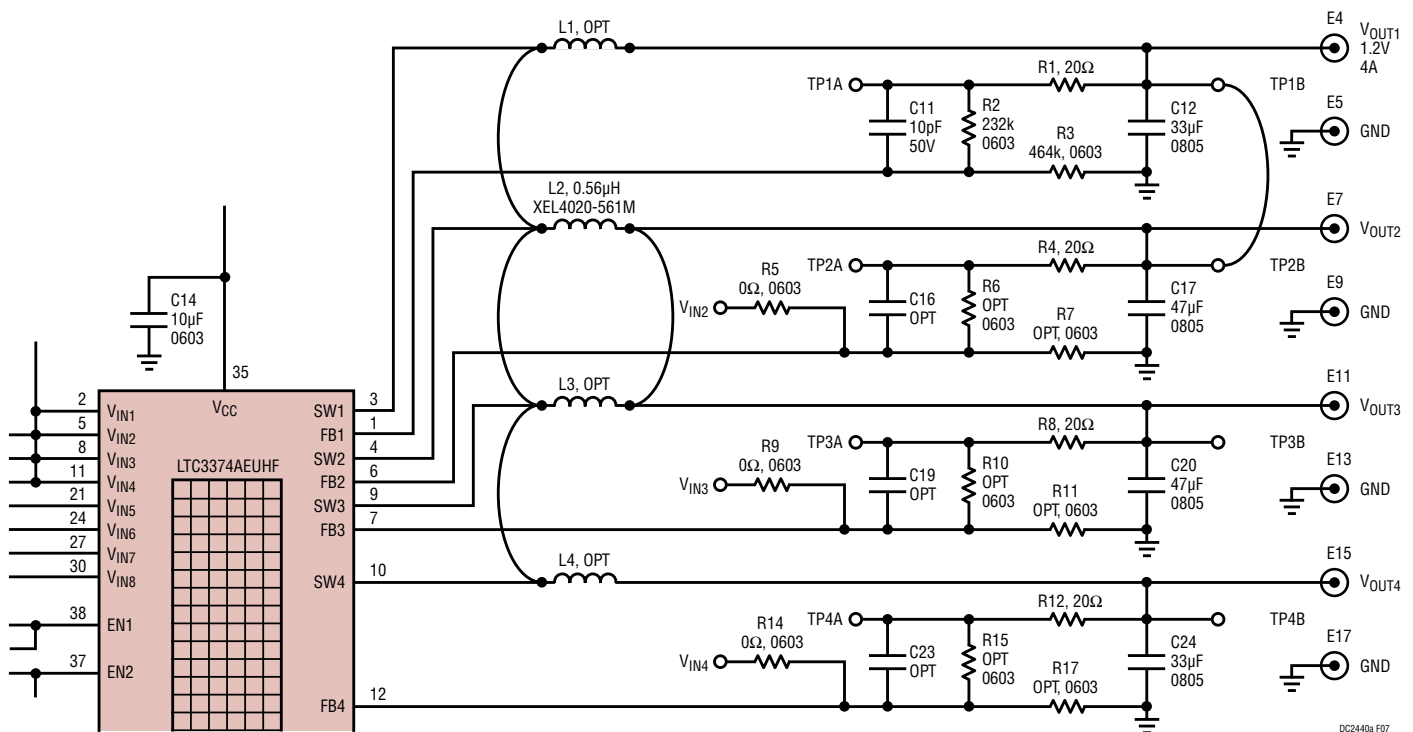 L1, OPT
E4
VOUT1
1.2V
4A
TP1A
R1, 20Ω
TP1B
C11
10pF
50V
R2
232k
0603
R3
464k, 0603
C12
33µF
0805
E5
GND
L2, 0.56µH
XEL4020-561M
E7
VOUT2
TP2A
R4, 20Ω
TP2B
R5
0Ω, 0603
VIN2
C16
OPT
R6
OPT
0603
R7
OPT, 0603
C17
47µF
0805
E9
GND
C14
10µF
0603
35
VCC
L3, OPT
E11
VOUT3
TP3A
R8, 20Ω
TP3B
R9
0Ω, 0603
VIN3
C19
OPT
R10
OPT
0603
R11
OPT, 0603
C20
47µF
0805
E13
GND
L4, OPT
E15
VOUT4
TP4A
R12, 20Ω
TP4B
R14
0Ω, 0603
VIN4
C23
OPT
R15
OPT
0603
R17
OPT, 0603
C24
33µF
0805
E17
GND
LTC3374AEUHF
2
VIN1
5
VIN2
8
VIN3
11
VIN4
21
VIN5
24
VIN6
27
VIN7
30
VIN8
38
EN1
37
EN2
SW1
3
FB1
1
SW2
4
FB2
6
SW3
9
FB3
7
SW4
10
FB4
12
DC2440a F07